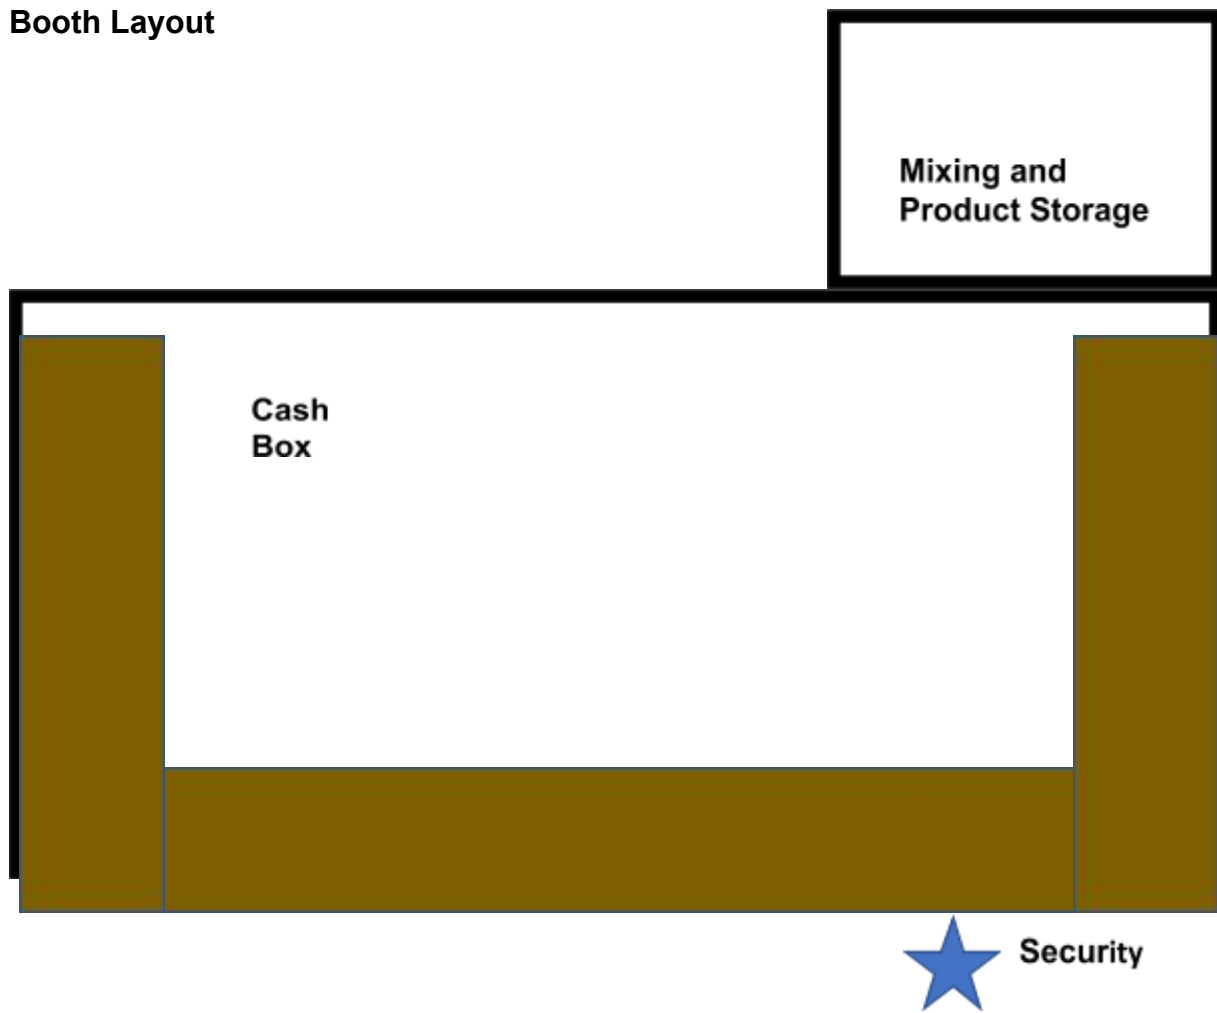 Booth Layout
Mixing and
Product Storage
Cash
Box
Security